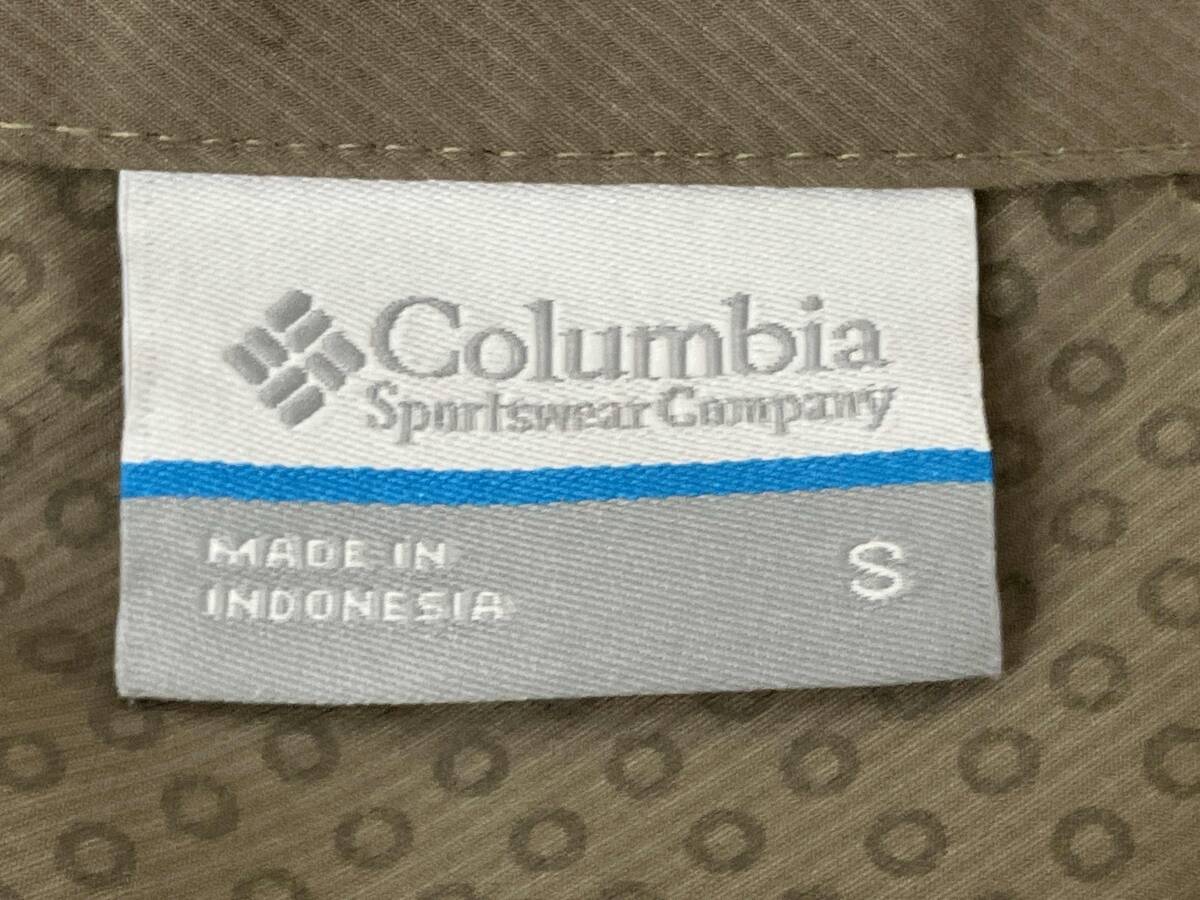 Columbia
Sportswear Company
MADE IN
INDONESIA
S